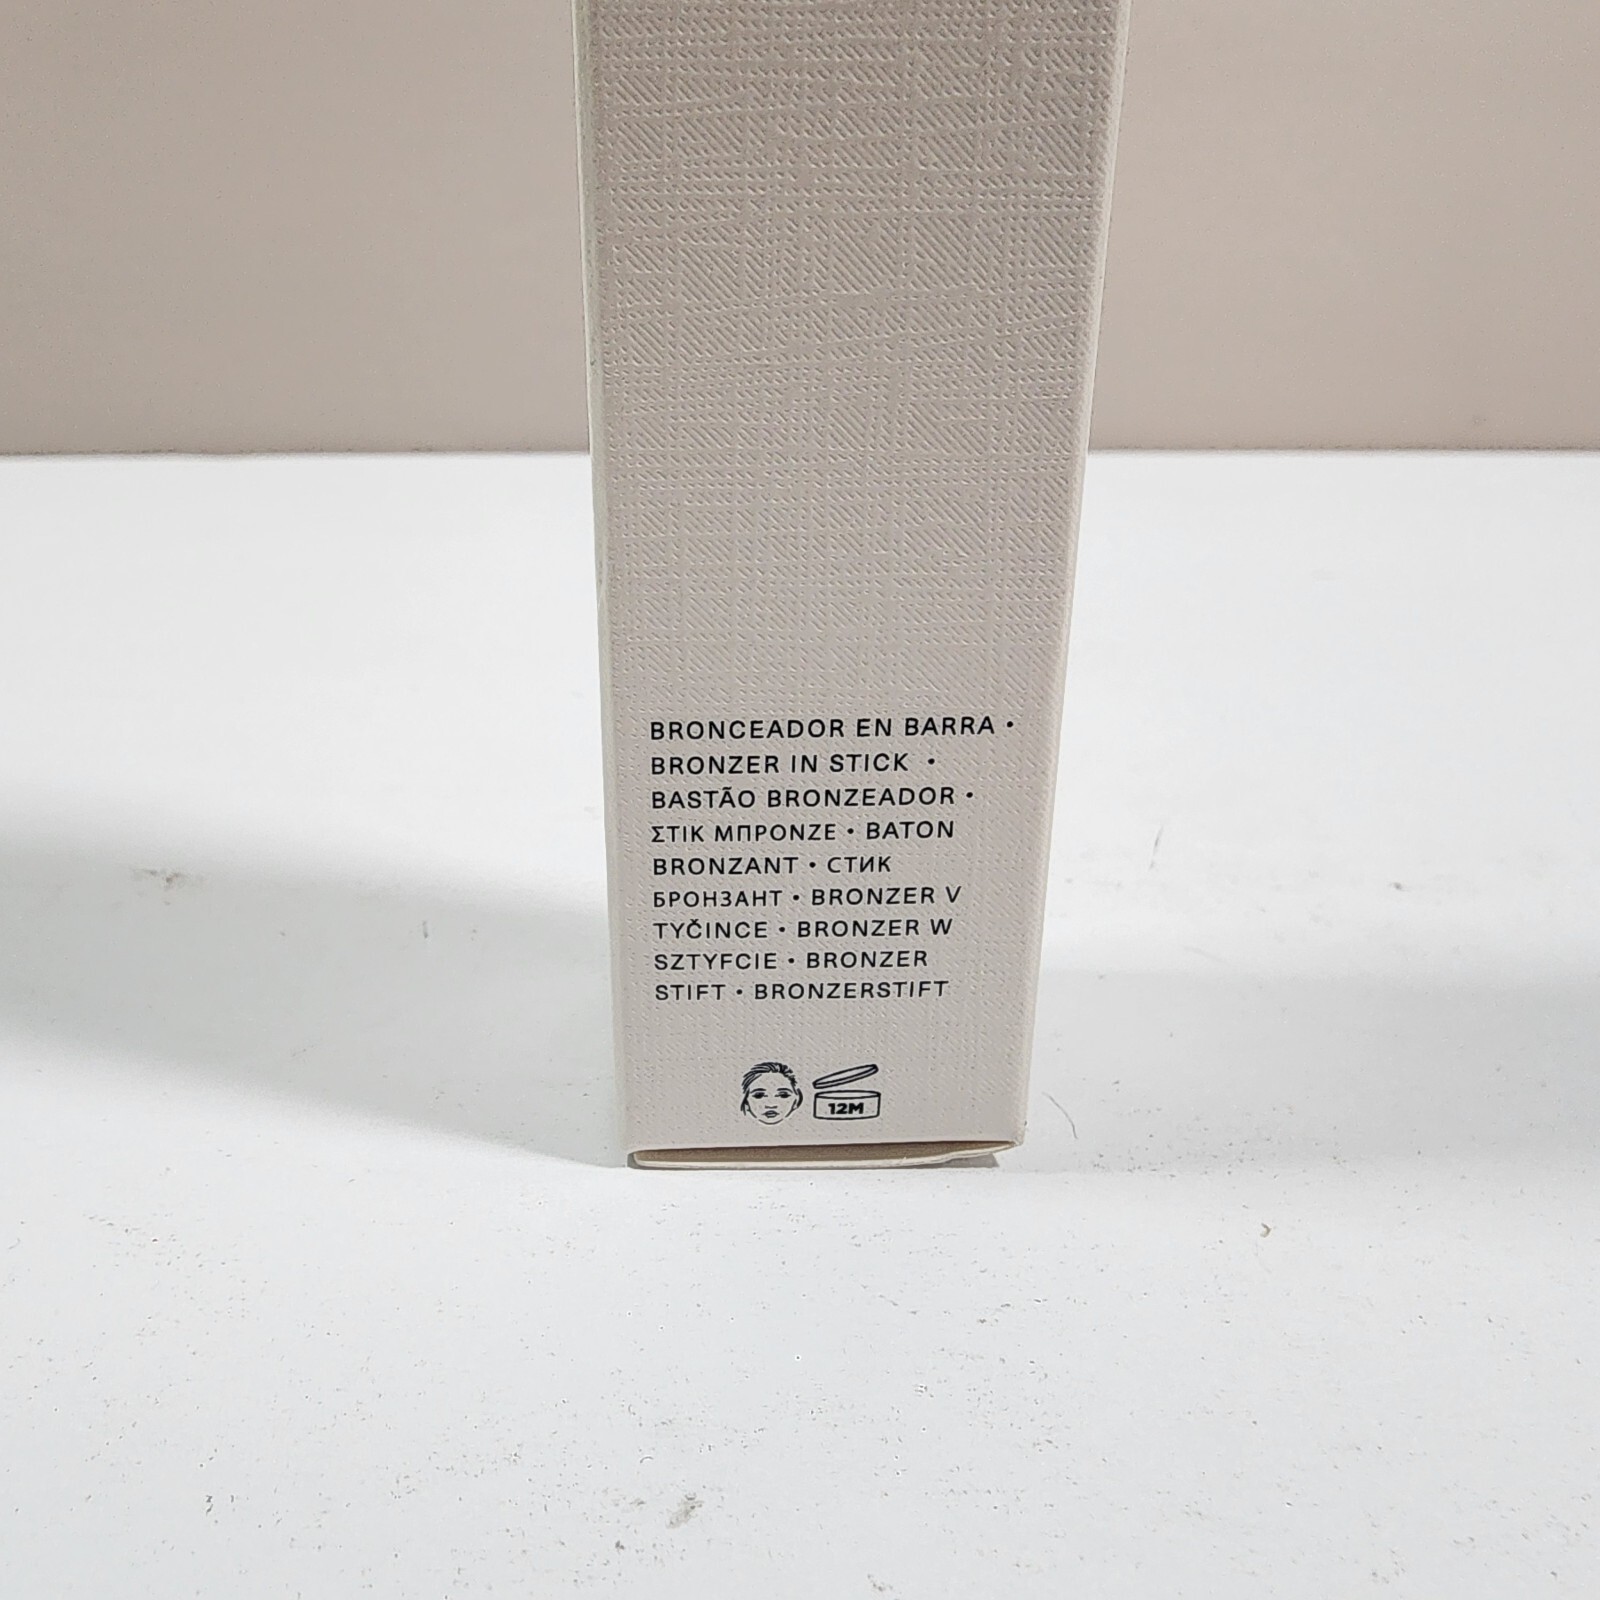 BRONCEADOR EN BARRA •
BRONZER IN STICK •
BASTÃO BRONZEADOR •
ΣΤΙΚ ΜΠΡΟΝΖΕ • BATON
BRONZANT • СТИК
БРОНЗАНТ • BRONZER V
TYČINCE • BRONZER W
SZTYFCIE • BRONZER
STIFT • BRONZERSTIFT
12M